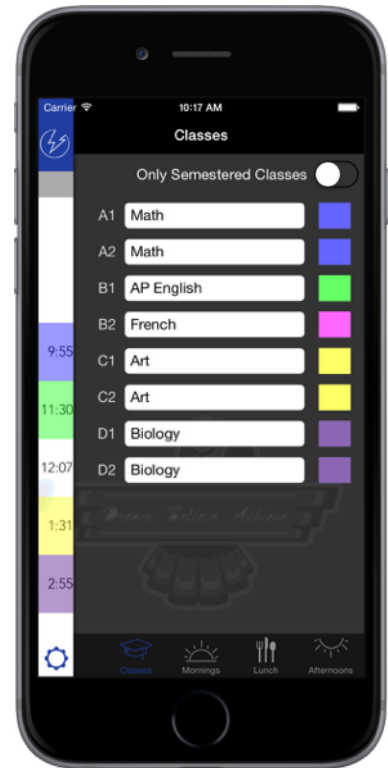 Carrier 10:17 AM
Classes
Only Semestered Classes
A1 Math
A2 Math
B1 AP English
B2 French
C1 Art
C2 Art
D1 Biology
D2 Biology
9:55
11:30
12:07
1:31
2:55
Dream, Believe, Achieve
Classes Mornings Lunch Afternoons